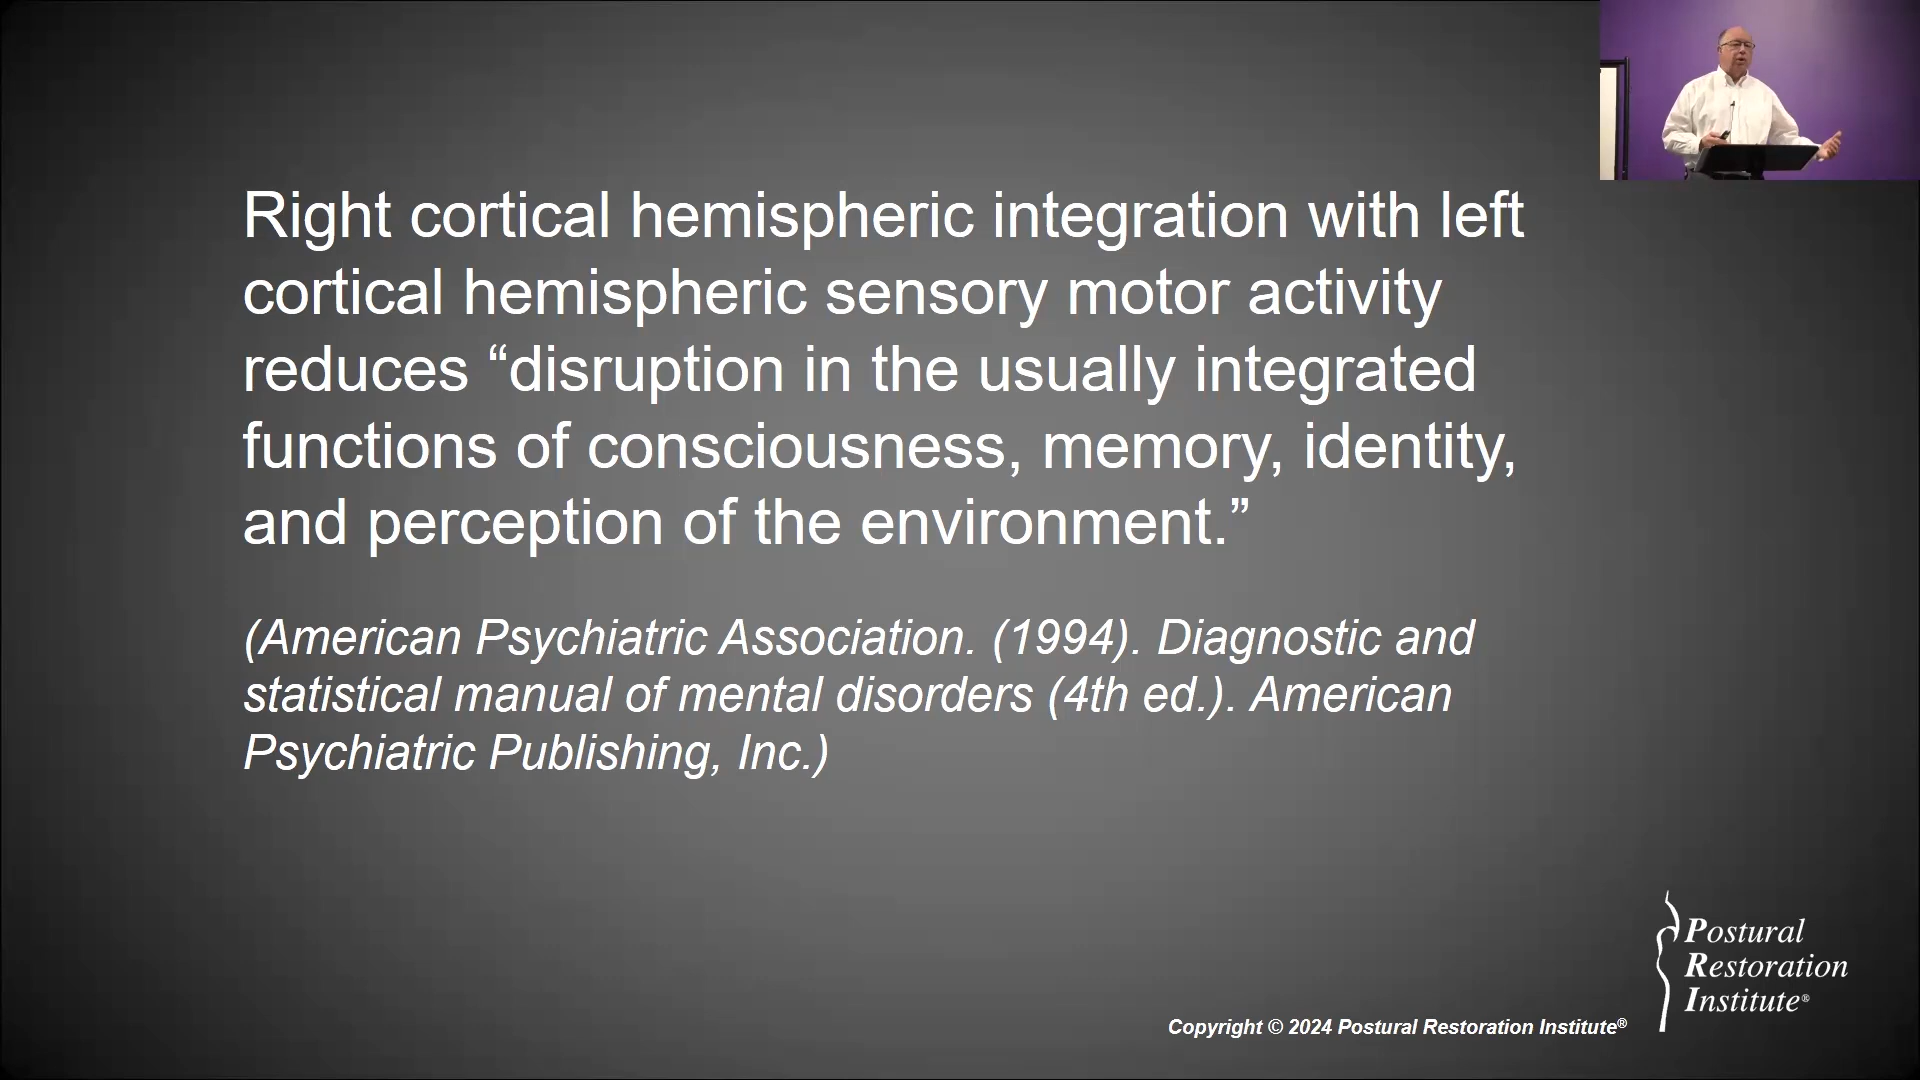 Right cortical hemispheric integration with left
cortical hemispheric sensory motor activity
reduces “disruption in the usually integrated
functions of consciousness, memory, identity,
and perception of the environment.”
(American Psychiatric Association. (1994). Diagnostic and
statistical manual of mental disorders (4th ed.). American
Psychiatric Publishing, Inc.)
Postural
Restoration
Institute®
Copyright © 2024 Postural Restoration Institute®